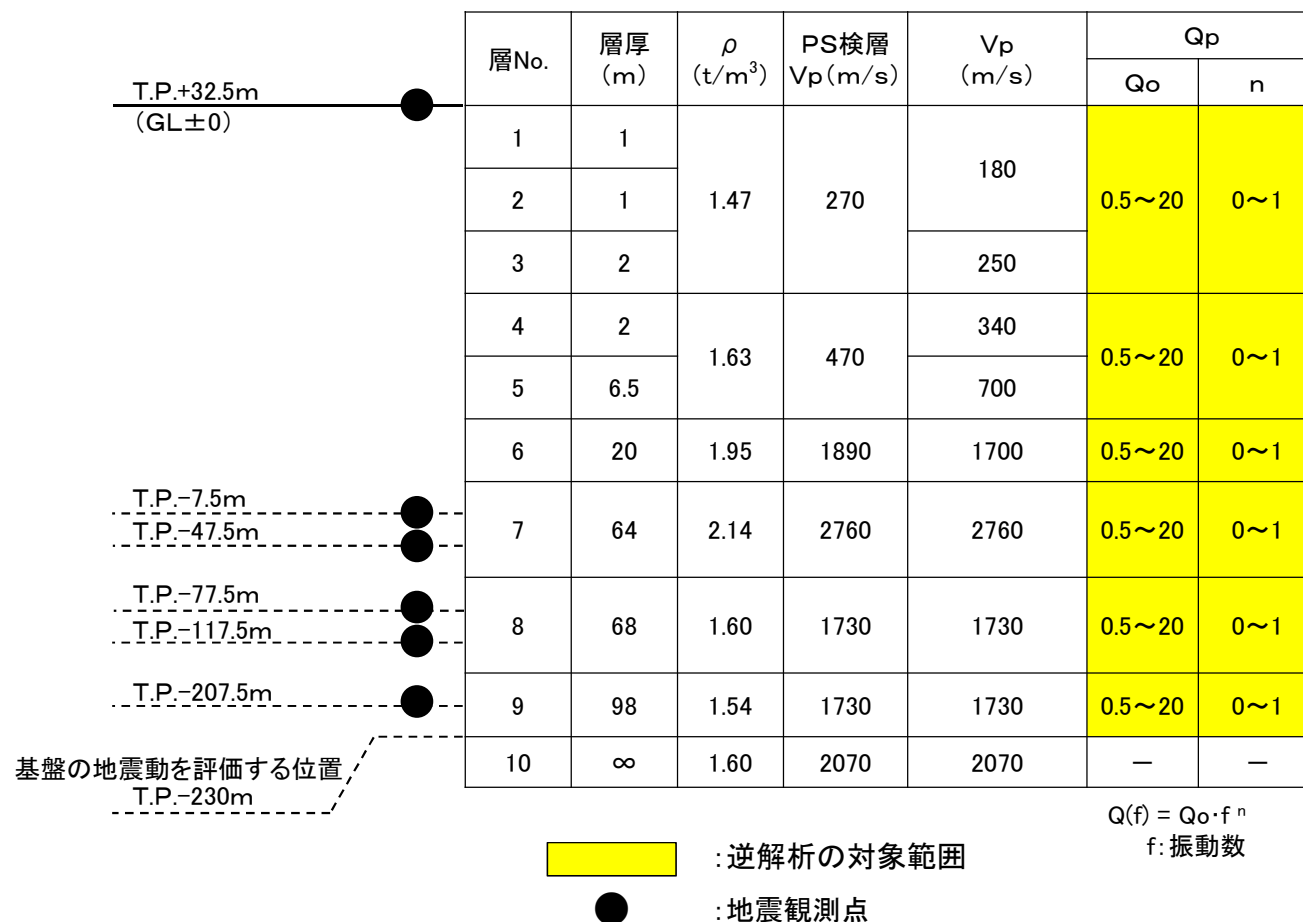 層No. 層厚 (m) ρ (t/m³) PS検層 Vp(m/s) Vp (m/s) Qp
Qo n
T.P.+32.5m
(GL±0)
1 1 1.47 270 180 0.5～20 0～1
2 1
3 2 250
4 2 1.63 470 340 0.5～20 0～1
5 6.5 700
6 20 1.95 1890 1700 0.5～20 0～1
T.P.-7.5m
T.P.-47.5m
7 64 2.14 2760 2760 0.5～20 0～1
T.P.-77.5m
T.P.-117.5m
8 68 1.60 1730 1730 0.5～20 0～1
T.P.-207.5m
9 98 1.54 1730 1730 0.5～20 0～1
基盤の地震動を評価する位置
T.P.-230m
10 ∞ 1.60 2070 2070 － －
Q(f) = Qo･f ⁿ
f:振動数
:逆解析の対象範囲
:地震観測点